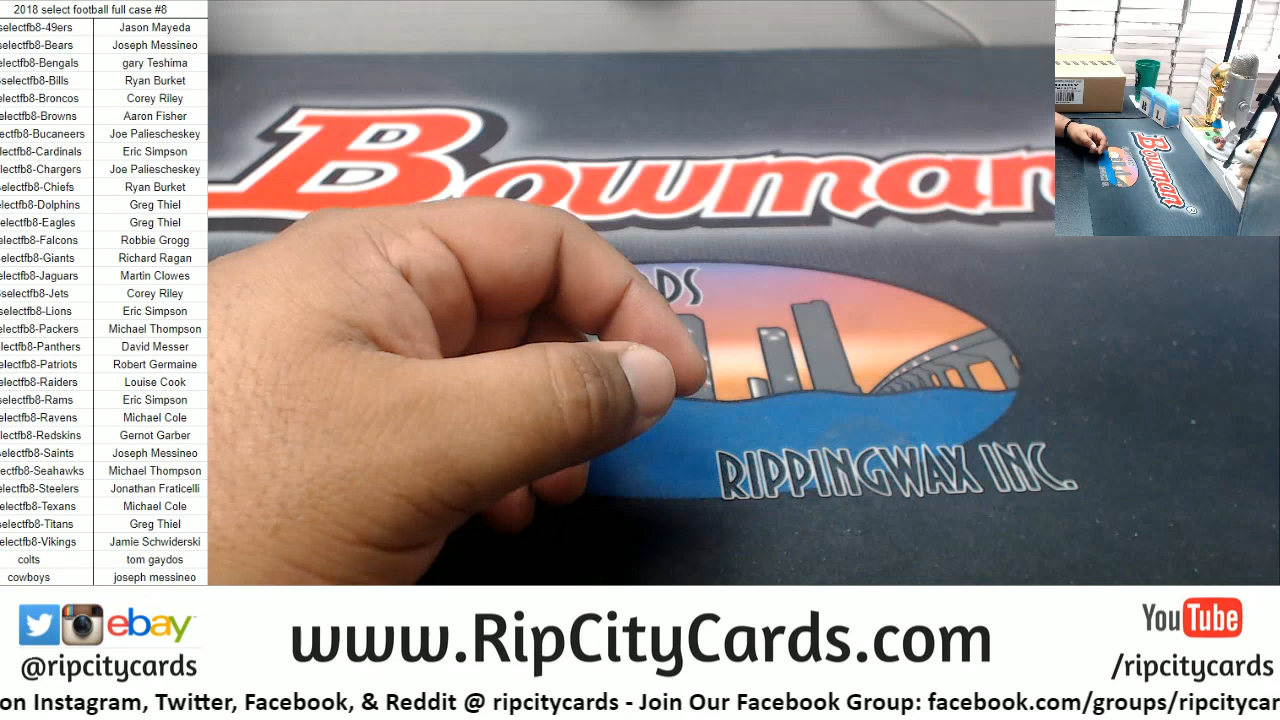 2018 select football full case #8
selectfb8-49ers Jason Mayeda
selectfb8-Bears Joseph Messineo
electfb8-Bengals gary Teshima
sselectfb8-Bills Ryan Burket
electfb8-Broncos Corey Riley
electfb8-Browns Aaron Fisher
ectfb8-Bucaneers Joe Paliescheskey
lectfb8-Cardinals Eric Simpson
lectfb8-Chargers Joe Paliescheskey
selectfb8-Chiefs Ryan Burket
electfb8-Dolphins Greg Thiel
electfb8-Eagles Greg Thiel
electfb8-Falcons Robbie Grogg
selectfb8-Giants Richard Ragan
electfb8-Jaguars Martin Clowes
sselectfb8-Jets Corey Riley
selectfb8-Lions Eric Simpson
electfb8-Packers Michael Thompson
electfb8-Panthers David Messer
electfb8-Patriots Robert Germaine
electfb8-Raiders Louise Cook
selectfb8-Rams Eric Simpson
electfb8-Ravens Michael Cole
lectfb8-Redskins Gernot Garber
selectfb8-Saints Joseph Messineo
ectfb8-Seahawks Michael Thompson
electfb8-Steelers Jonathan Fraticelli
electfb8-Texans Michael Cole
selectfb8-Titans Greg Thiel
electfb8-Vikings Jamie Schwiderski
colts tom gaydos
cowboys joseph messineo
Bowman
RDS
RIPPINGWAX INC.
Bowman
R L
ebay
@ripcitycards
www.RipCityCards.com
YouTube
/ripcitycards
on Instagram, Twitter, Facebook, & Reddit @ ripcitycards - Join Our Facebook Group: facebook.com/groups/ripcitycar